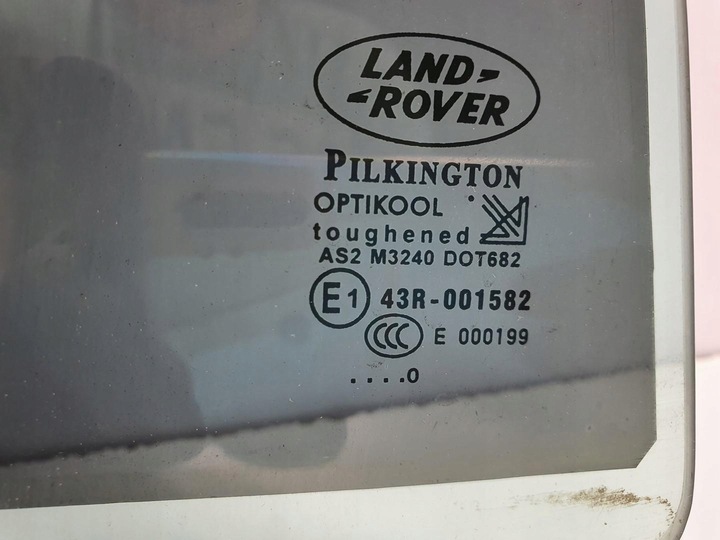 LAND
ROVER
PILKINGTON
OPTIKOOL
toughened
AS2 M3240 DOT682
E1 43R-001582
CCC E 000199
....0